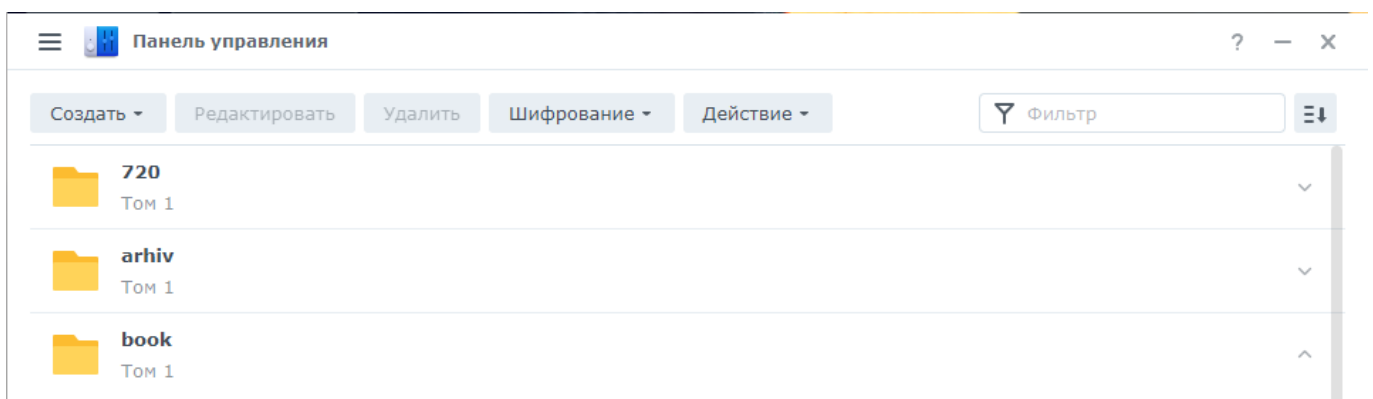 Панель управления
Создать Редактировать Удалить Шифрование Действие Фильтр
720
Том 1
arhiv
Том 1
book
Том 1